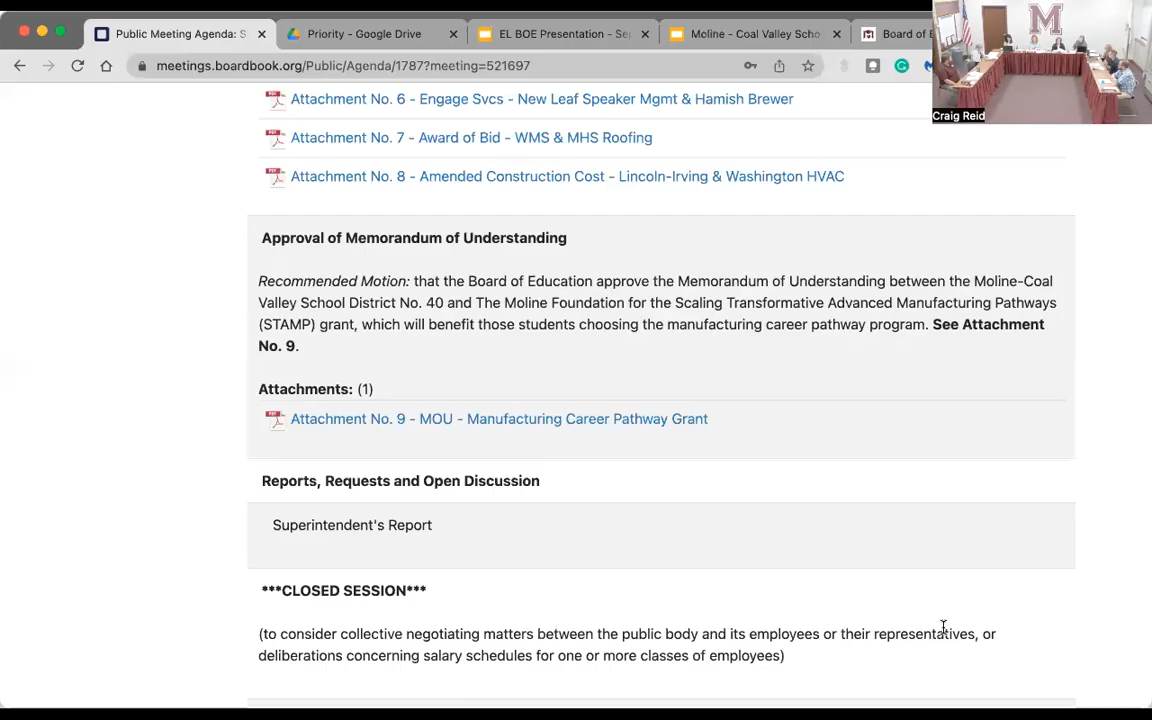 Public Meeting Agenda: S
Priority - Google Drive
EL BOE Presentation - Se
Moline - Coal Valley Scho
Board of E
meetings.boardbook.org/Public/Agenda/1787?meeting=521697
M
Craig Reid
Attachment No. 6 - Engage Svcs - New Leaf Speaker Mgmt & Hamish Brewer
Attachment No. 7 - Award of Bid - WMS & MHS Roofing
Attachment No. 8 - Amended Construction Cost - Lincoln-Irving & Washington HVAC
Approval of Memorandum of Understanding
Recommended Motion: that the Board of Education approve the Memorandum of Understanding between the Moline-Coal
Valley School District No. 40 and The Moline Foundation for the Scaling Transformative Advanced Manufacturing Pathways
(STAMP) grant, which will benefit those students choosing the manufacturing career pathway program. See Attachment
No. 9.
Attachments: (1)
Attachment No. 9 - MOU - Manufacturing Career Pathway Grant
Reports, Requests and Open Discussion
Superintendent's Report
***CLOSED SESSION***
(to consider collective negotiating matters between the public body and its employees or their representatives, or
deliberations concerning salary schedules for one or more classes of employees)